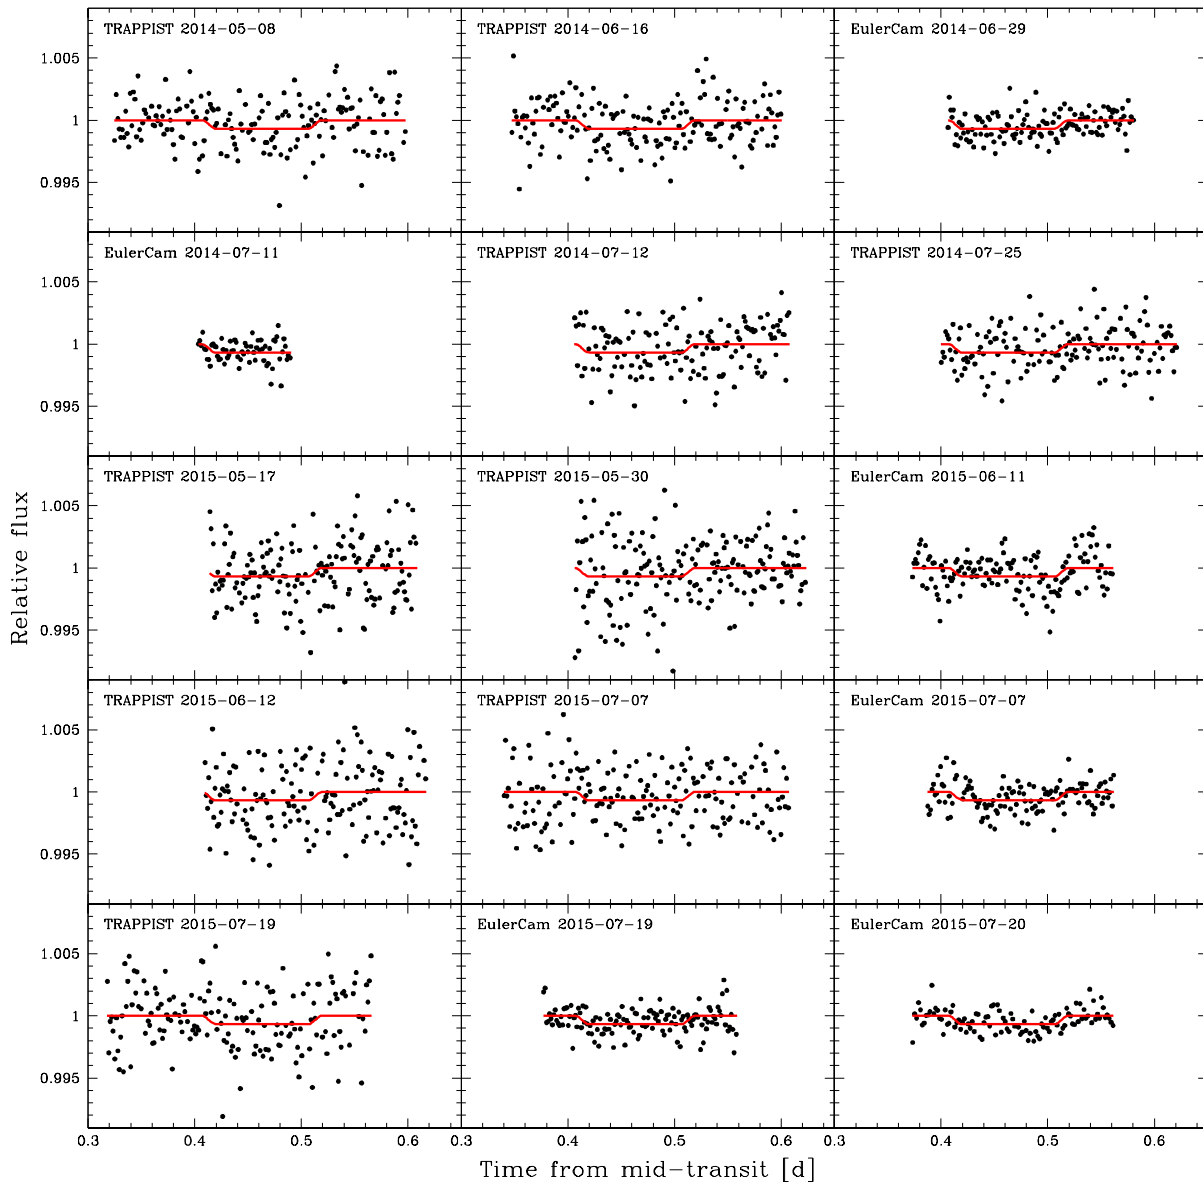 TRAPPIST 2014-05-08
TRAPPIST 2014-06-16
EulerCam 2014-06-29
1.005
1
0.995
EulerCam 2014-07-11
TRAPPIST 2014-07-12
TRAPPIST 2014-07-25
1.005
1
0.995
TRAPPIST 2015-05-17
TRAPPIST 2015-05-30
EulerCam 2015-06-11
1.005
1
0.995
Relative flux
TRAPPIST 2015-06-12
TRAPPIST 2015-07-07
EulerCam 2015-07-07
1.005
1
0.995
TRAPPIST 2015-07-19
EulerCam 2015-07-19
EulerCam 2015-07-20
1.005
1
0.995
0.3 0.4 0.5 0.6 0.3 0.4 0.5 0.6 0.3 0.4 0.5 0.6
Time from mid-transit [d]